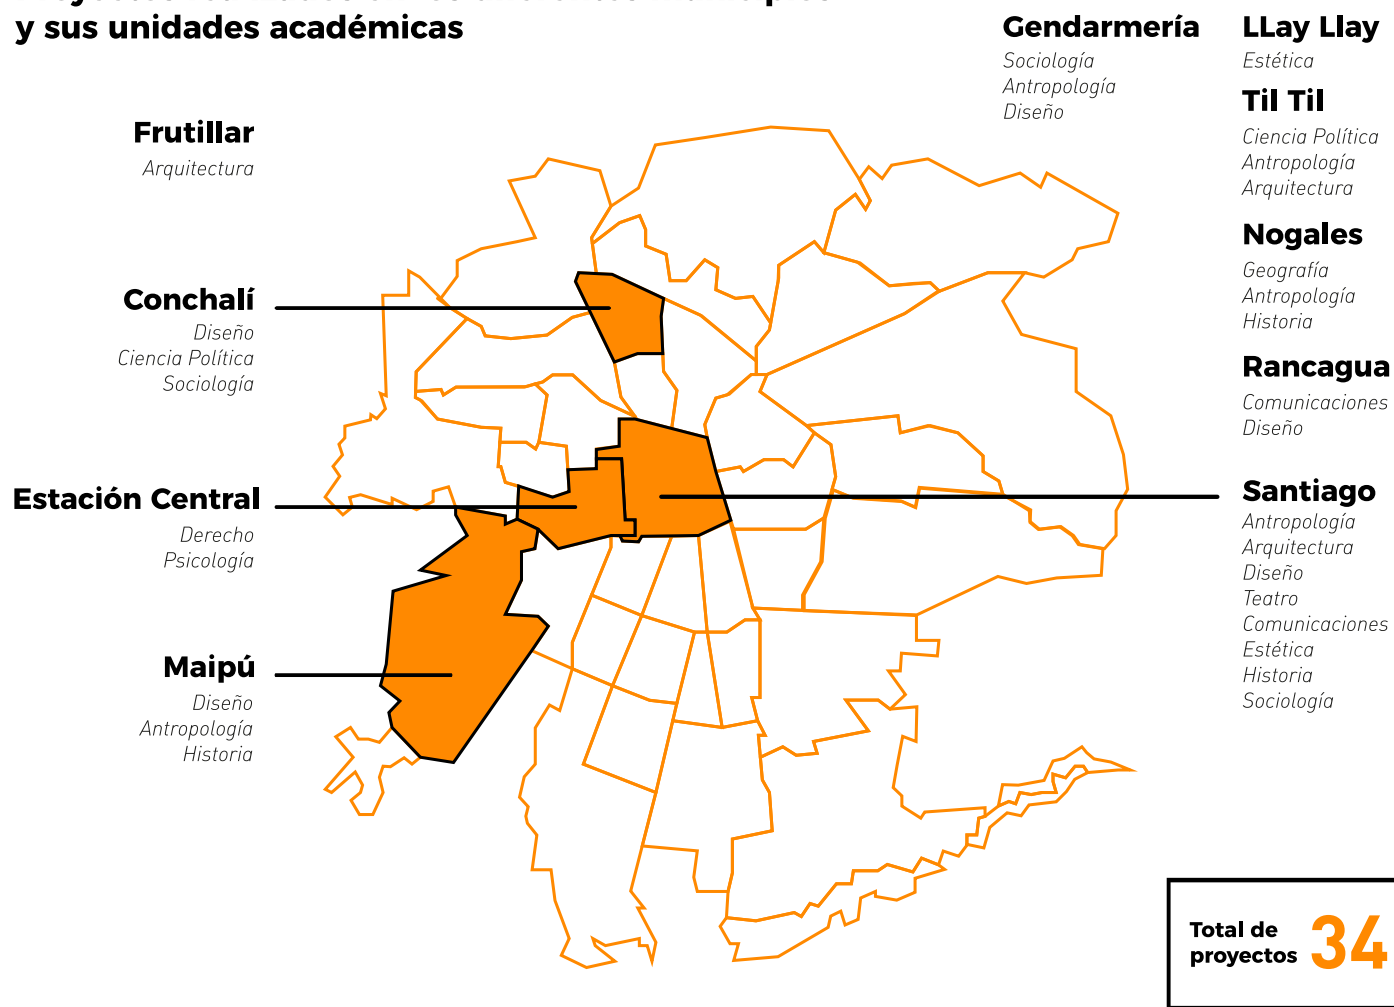 y sus unidades académicas
Gendarmería
Sociología
Antropología
Diseño
LLay Llay
Estética
Til Til
Ciencia Política
Antropología
Arquitectura
Frutillar
Arquitectura
Nogales
Geografía
Antropología
Historia
Conchalí
Diseño
Ciencia Política
Sociología
Rancagua
Comunicaciones
Diseño
Estación Central
Derecho
Psicología
Santiago
Antropología
Arquitectura
Diseño
Teatro
Comunicaciones
Estética
Historia
Sociología
Maipú
Diseño
Antropología
Historia
Total de
proyectos 34